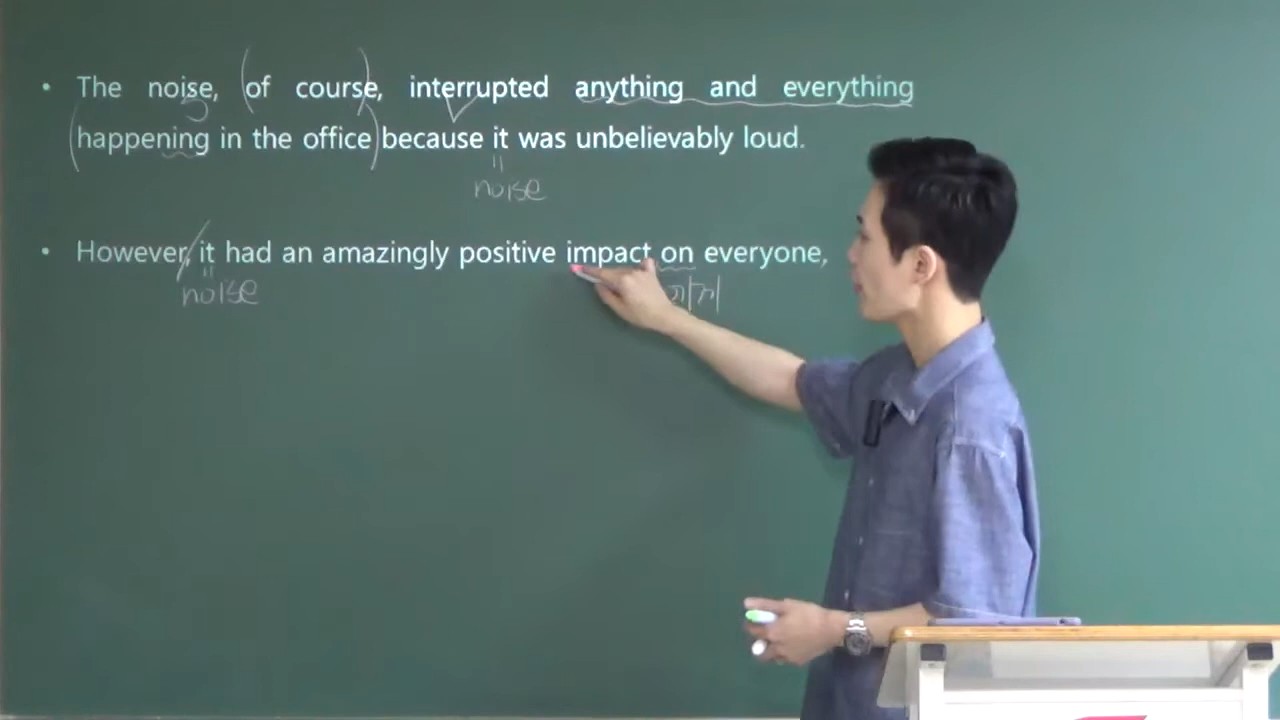 • The noise, (of course), interrupted anything and everything
(happening in the office) because it was unbelievably loud.
noise
• However, it had an amazingly positive impact on everyone,
noise